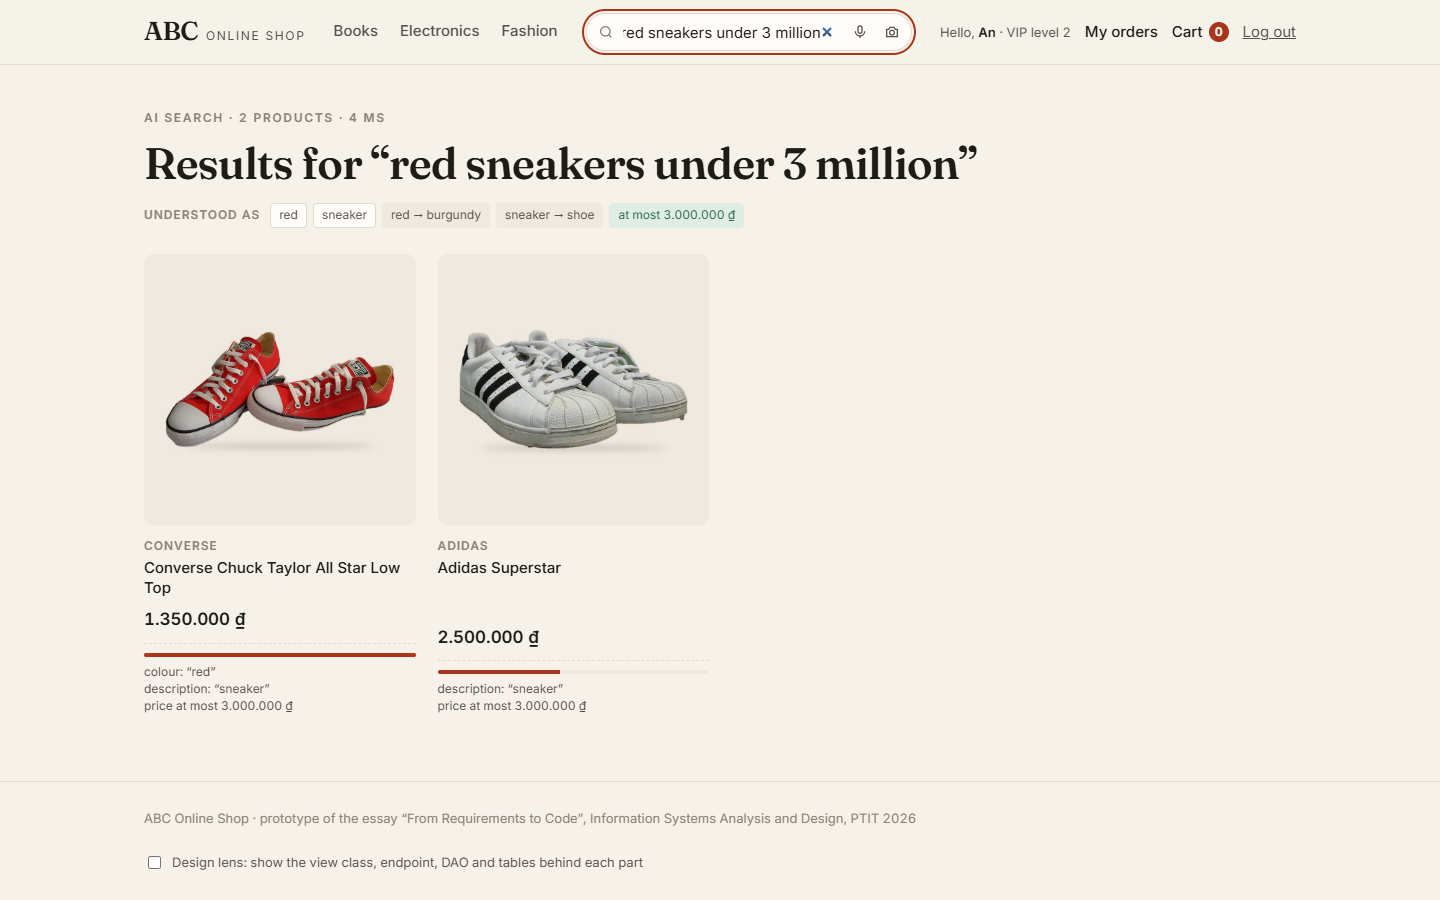 ABC ONLINE SHOP Books Electronics Fashion red sneakers under 3 million Hello, An · VIP level 2 My orders Cart 0 Log out
AI SEARCH · 2 PRODUCTS · 4 MS
Results for “red sneakers under 3 million”
UNDERSTOOD AS red sneaker red → burgundy sneaker → shoe at most 3.000.000 ₫
CONVERSE
Converse Chuck Taylor All Star Low
Top
1.350.000 ₫
colour: “red”
description: “sneaker”
price at most 3.000.000 ₫
ADIDAS
Adidas Superstar
2.500.000 ₫
description: “sneaker”
price at most 3.000.000 ₫
ABC Online Shop · prototype of the essay “From Requirements to Code”, Information Systems Analysis and Design, PTIT 2026
Design lens: show the view class, endpoint, DAO and tables behind each part